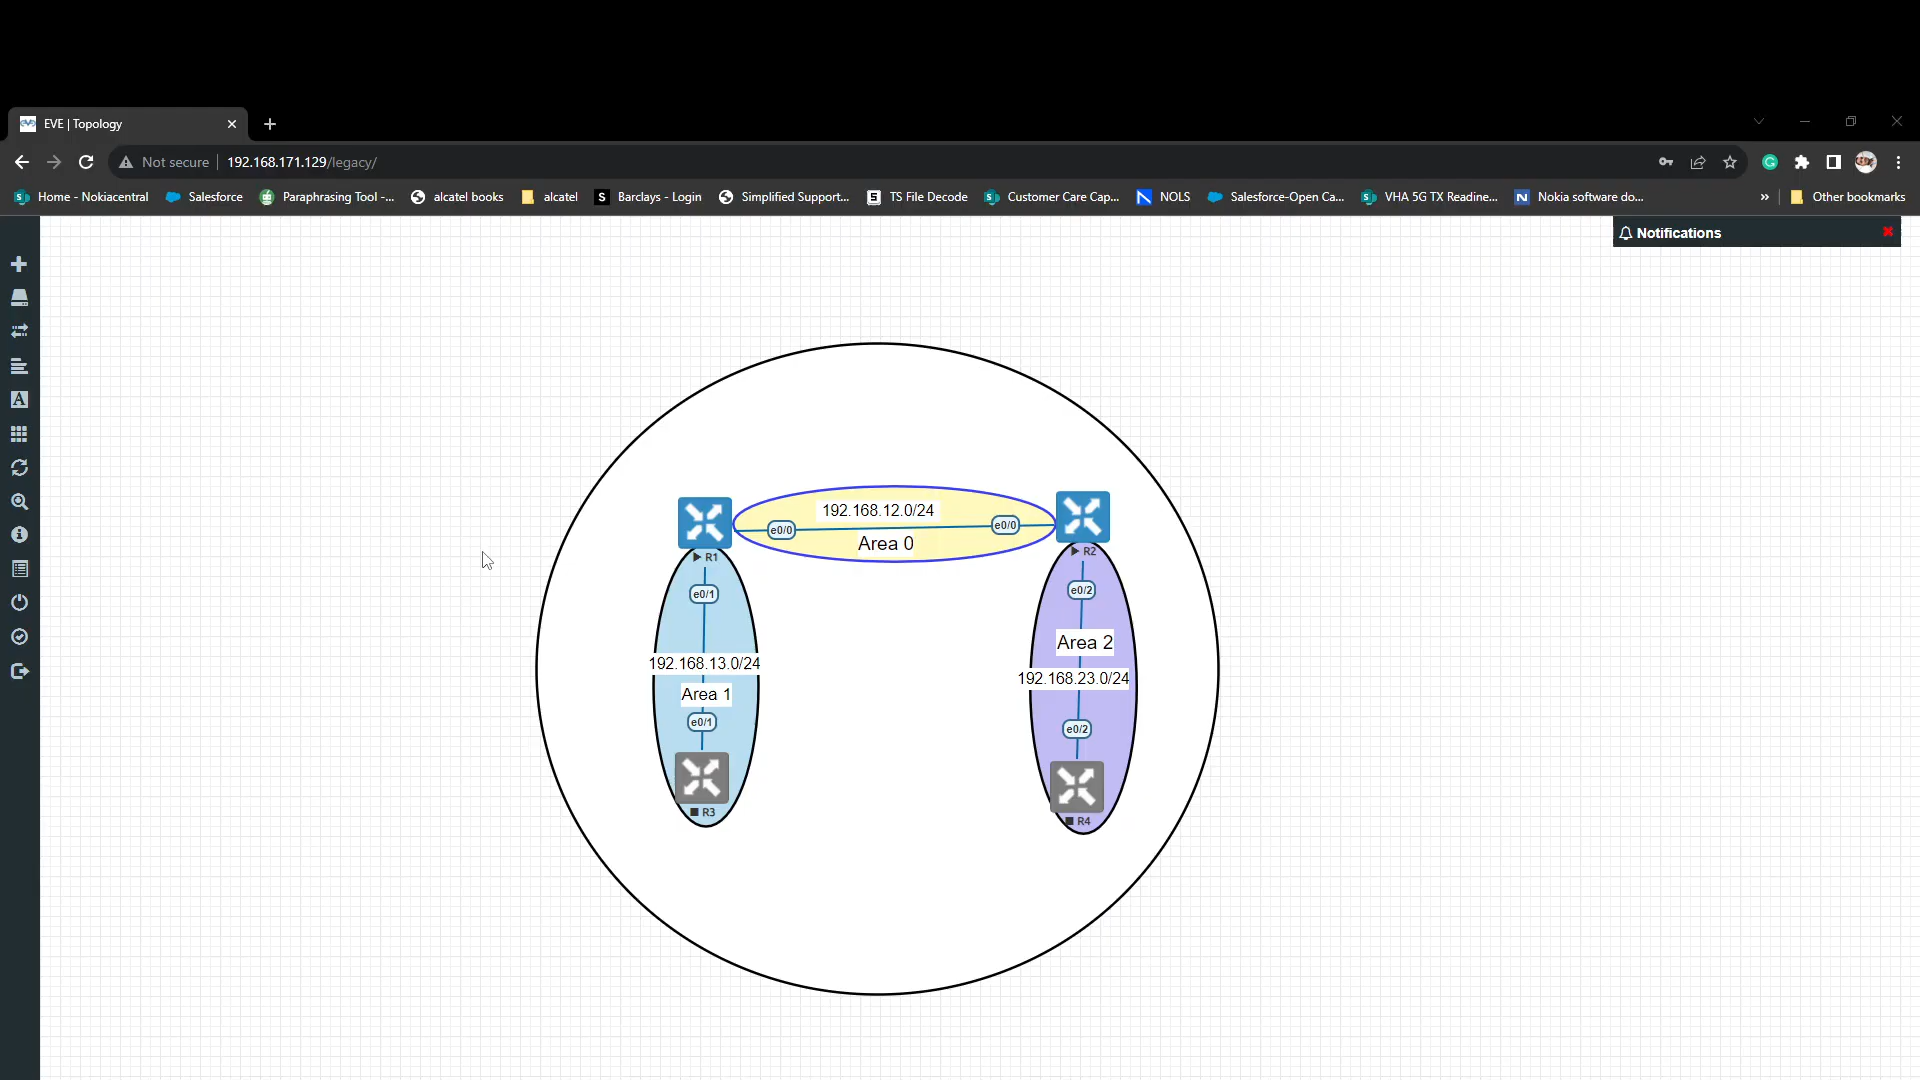 EVE | Topology
Not secure 192.168.171.129/legacy/
Home - Nokiacentral Salesforce Paraphrasing Tool -... alcatel books alcatel Barclays - Login Simplified Support... TS File Decode Customer Care Cap... NOLS Salesforce-Open Ca... VHA 5G TX Readine... Nokia software do... » Other bookmarks
Notifications
192.168.12.0/24
e0/0 e0/0
Area 0
R1 R2
e0/1 e0/2
Area 2
192.168.13.0/24
192.168.23.0/24
Area 1
e0/1 e0/2
R3 R4